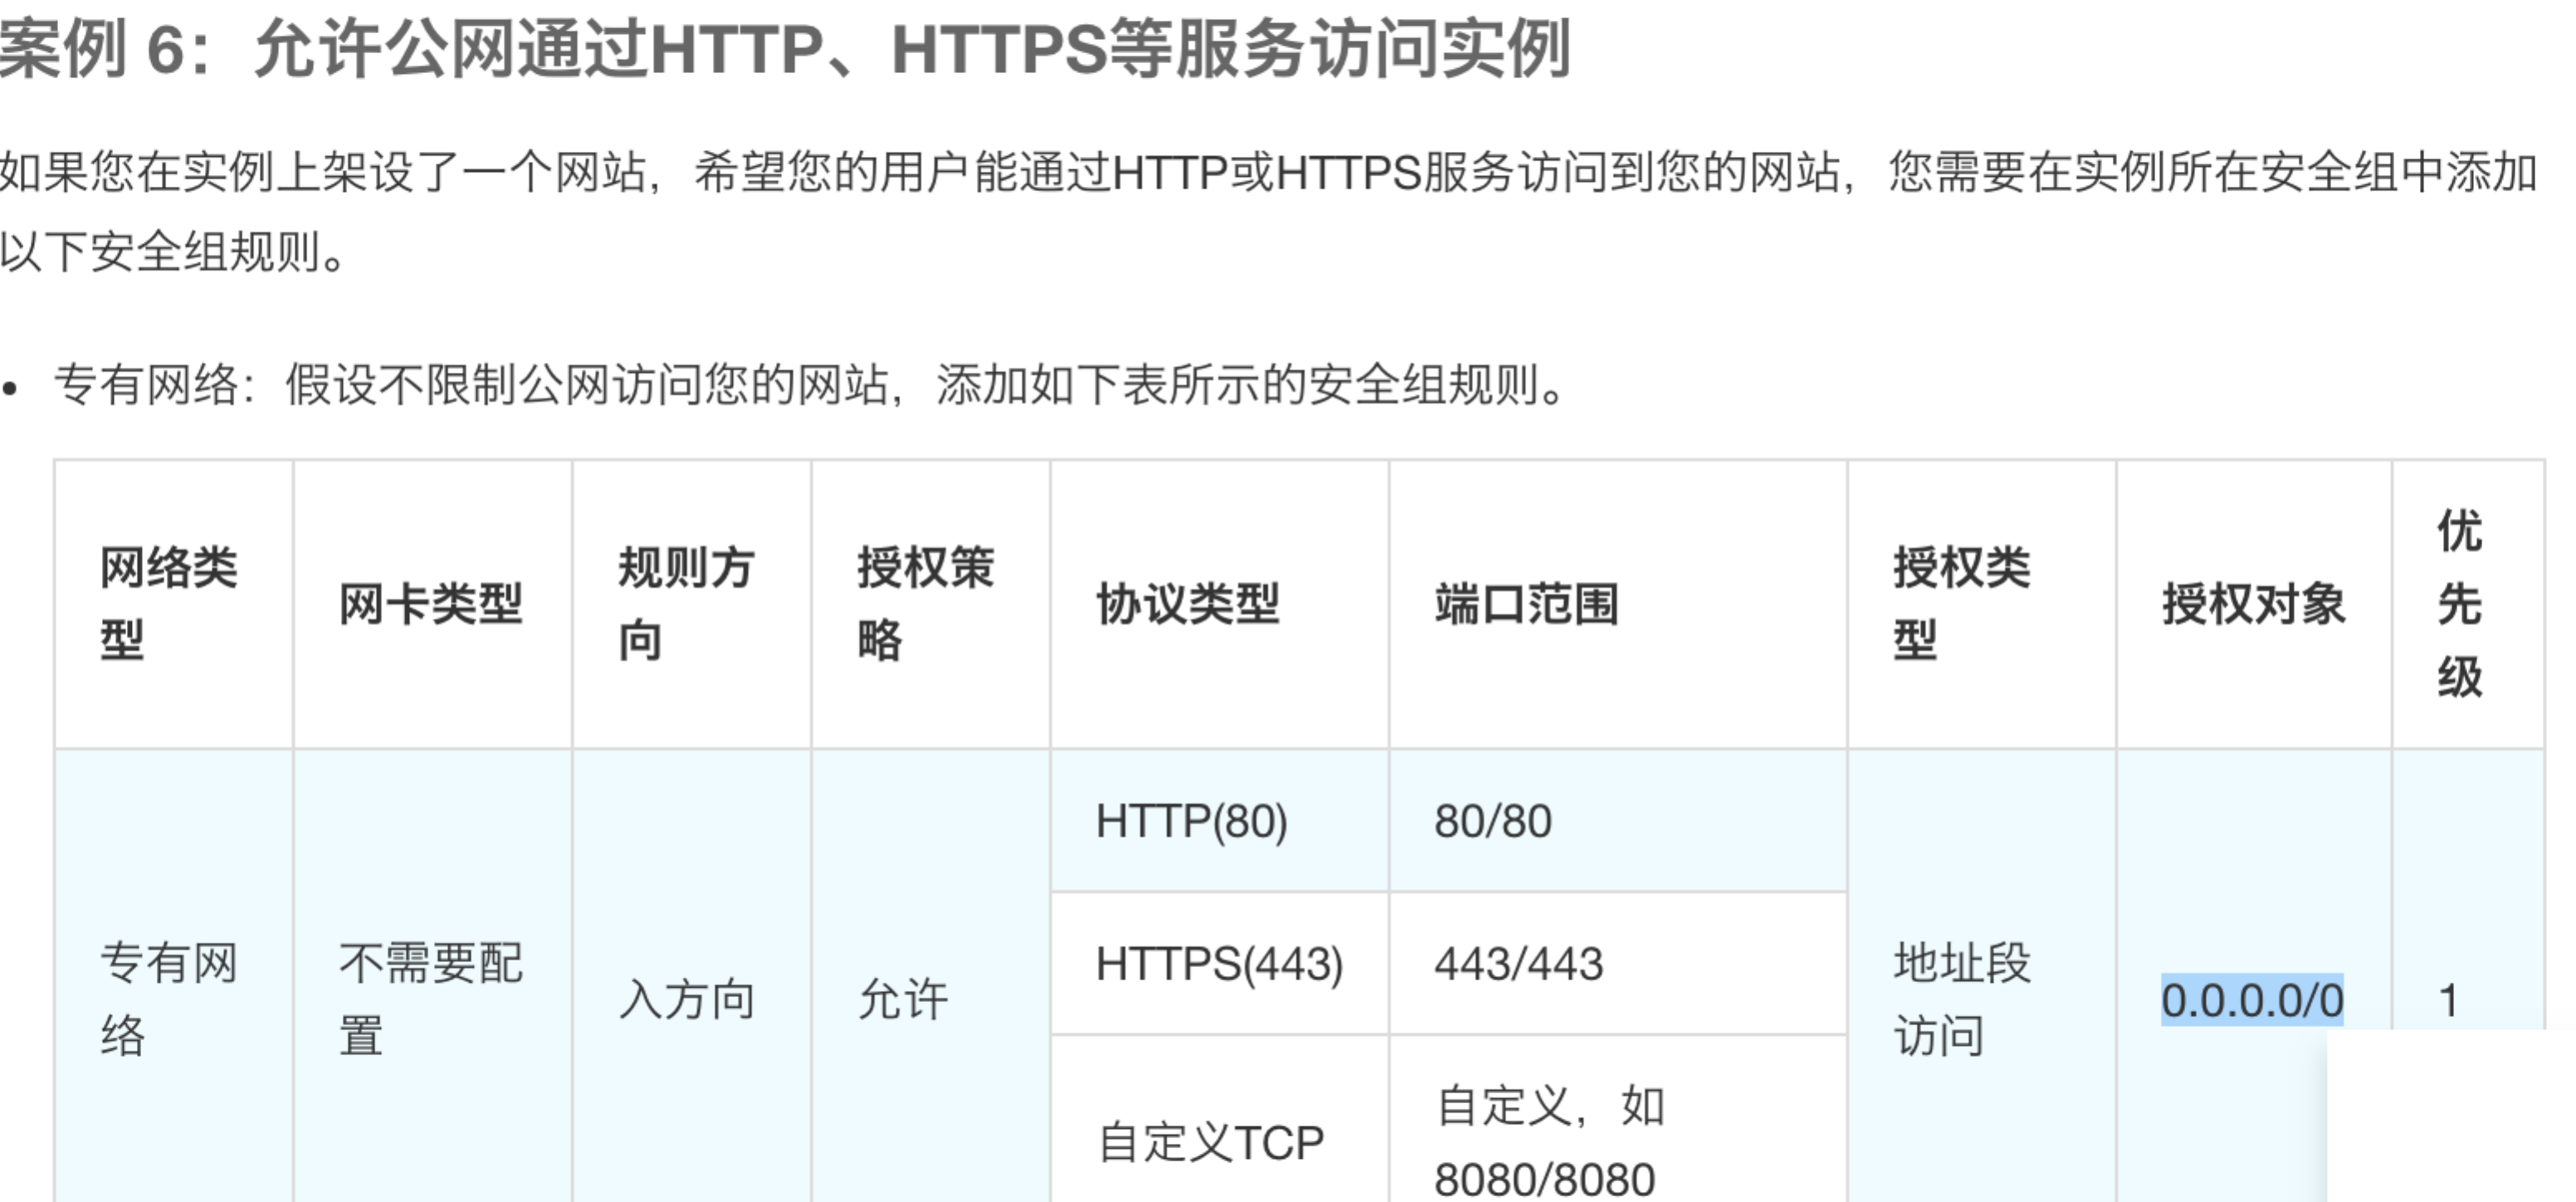 案例 6：允许公网通过HTTP、HTTPS等服务访问实例
如果您在实例上架设了一个网站，希望您的用户能通过HTTP或HTTPS服务访问到您的网站，您需要在实例所在安全组中添加
以下安全组规则。
• 专有网络：假设不限制公网访问您的网站，添加如下表所示的安全组规则。
网络类
型
网卡类型
规则方
向
授权策
略
协议类型
端口范围
授权类
型
授权对象
优
先
级
专有网
络
不需要配
置
入方向
允许
HTTP(80)
80/80
HTTPS(443)
443/443
自定义TCP
自定义，如
8080/8080
地址段
访问
0.0.0.0/0
1